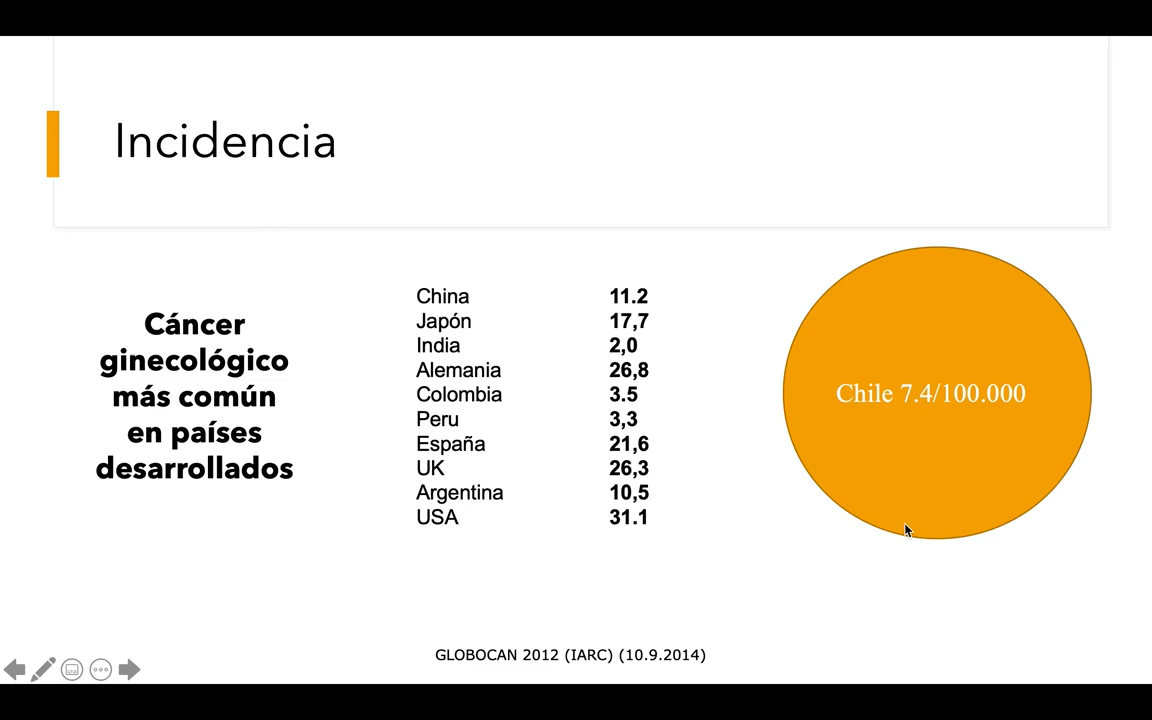 Incidencia
Cáncer
ginecológico
más común
en países
desarrollados
China 11.2
Japón 17,7
India 2,0
Alemania 26,8
Colombia 3.5
Peru 3,3
España 21,6
UK 26,3
Argentina 10,5
USA 31.1
Chile 7.4/100.000
GLOBOCAN 2012 (IARC) (10.9.2014)